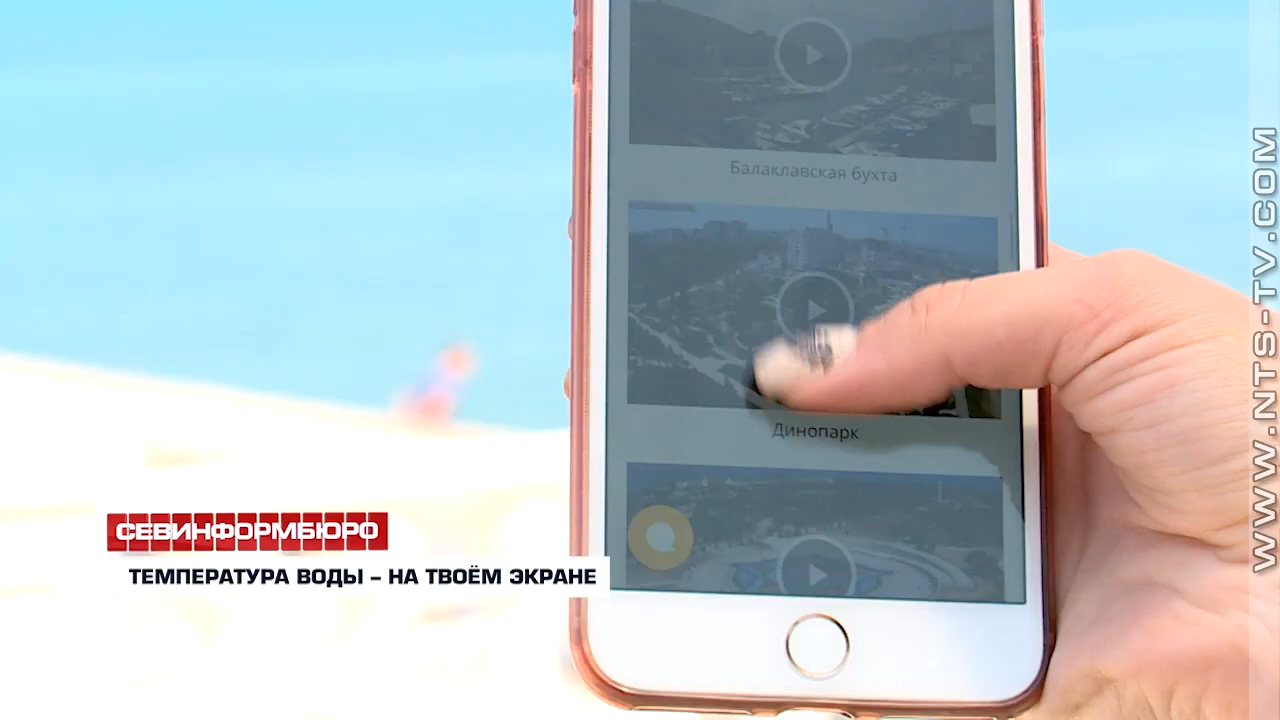 Балаклавская бухта
Динопарк
СЕВИНФОРМБЮРО
ТЕМПЕРАТУРА ВОДЫ – НА ТВОЁМ ЭКРАНЕ
WWW.NTS-TV.COM